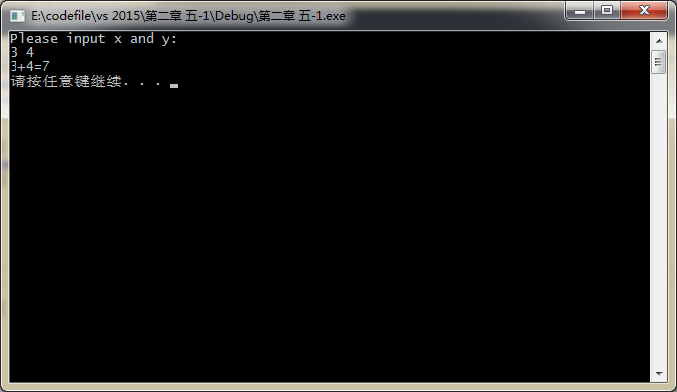 E:\codefile\vs 2015\第二章 五-1\Debug\第二章 五-1.exe
Please input x and y:
3 4
3+4=7
请按任意键继续. . .